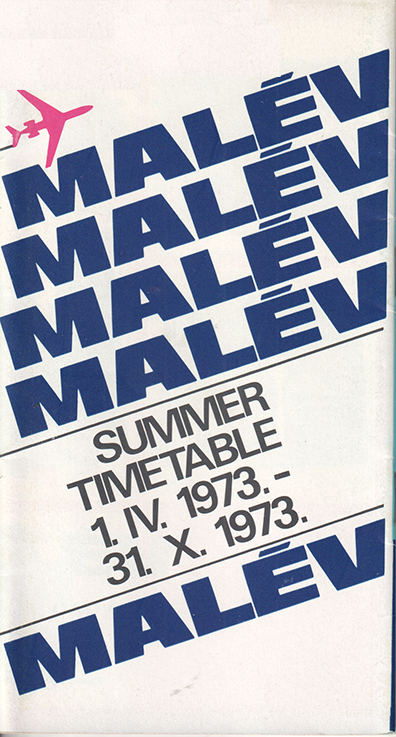 MALÉV
MALÉV
MALÉV
MALÉV
SUMMER
TIMETABLE
1. IV. 1973. -
31. X. 1973.
MALÉV